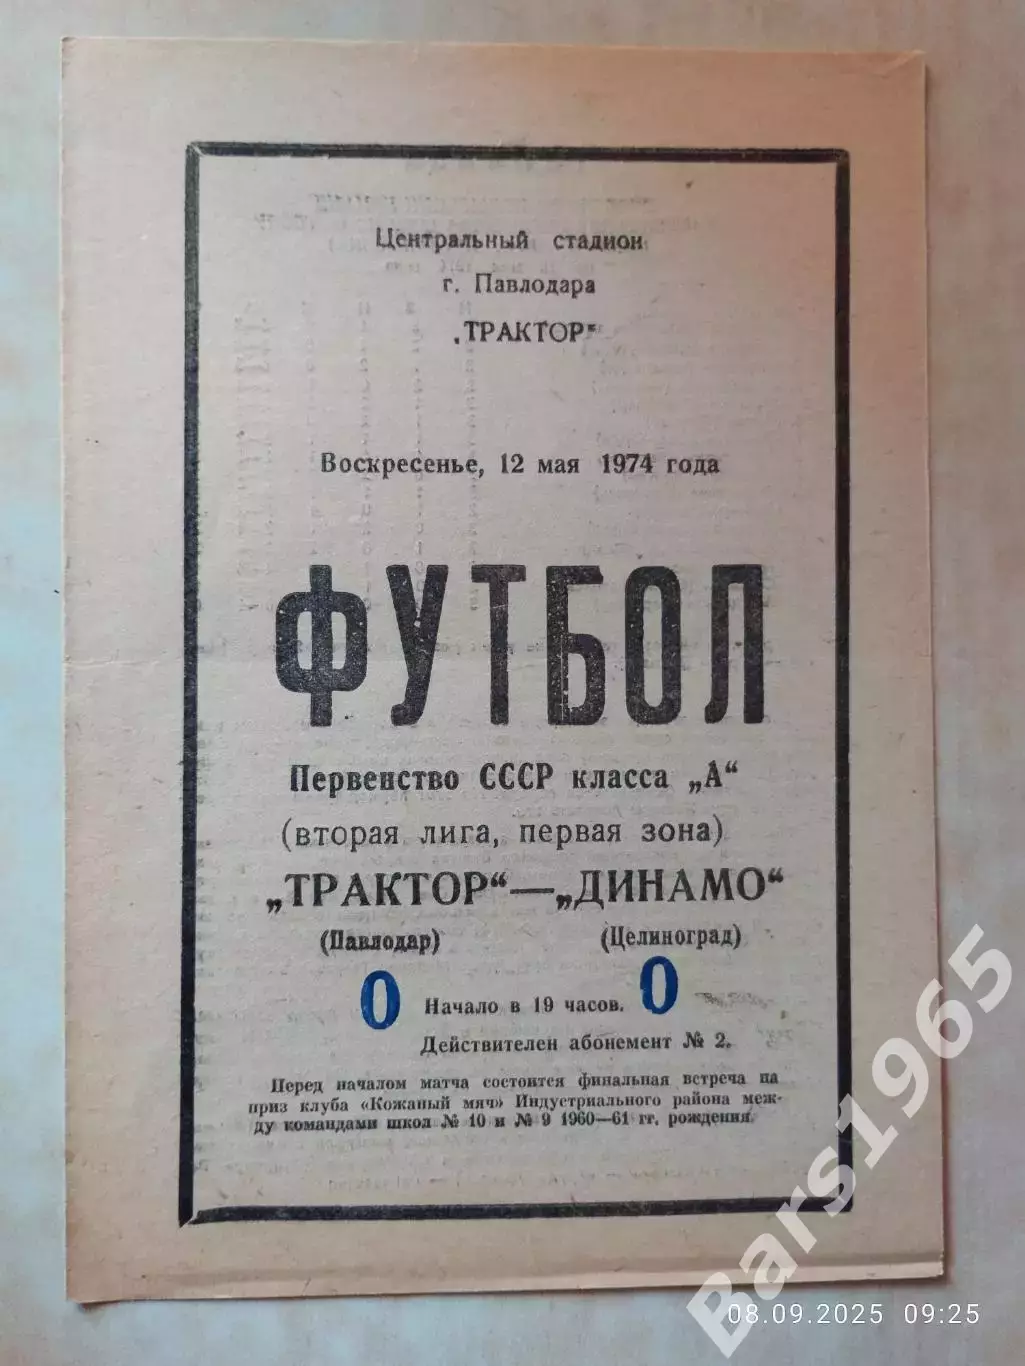 Центральный стадион
г. Павлодара
„ТРАКТОР“
Воскресенье, 12 мая 1974 года
ФУТБОЛ
Первенство СССР класса „А“
(вторая лига, первая зона)
„ТРАКТОР“—„ДИНАМО“
(Павлодар) (Целиноград)
0 Начало в 19 часов. 0
Действителен абонемент № 2.
Перед началом матча состоится финальная встреча на
приз клуба «Кожаный мяч» Индустриального района меж-
ду командами школ № 10 и № 9 1960—61 гг. рождения.
Bars1965
08.09.2025 09:25